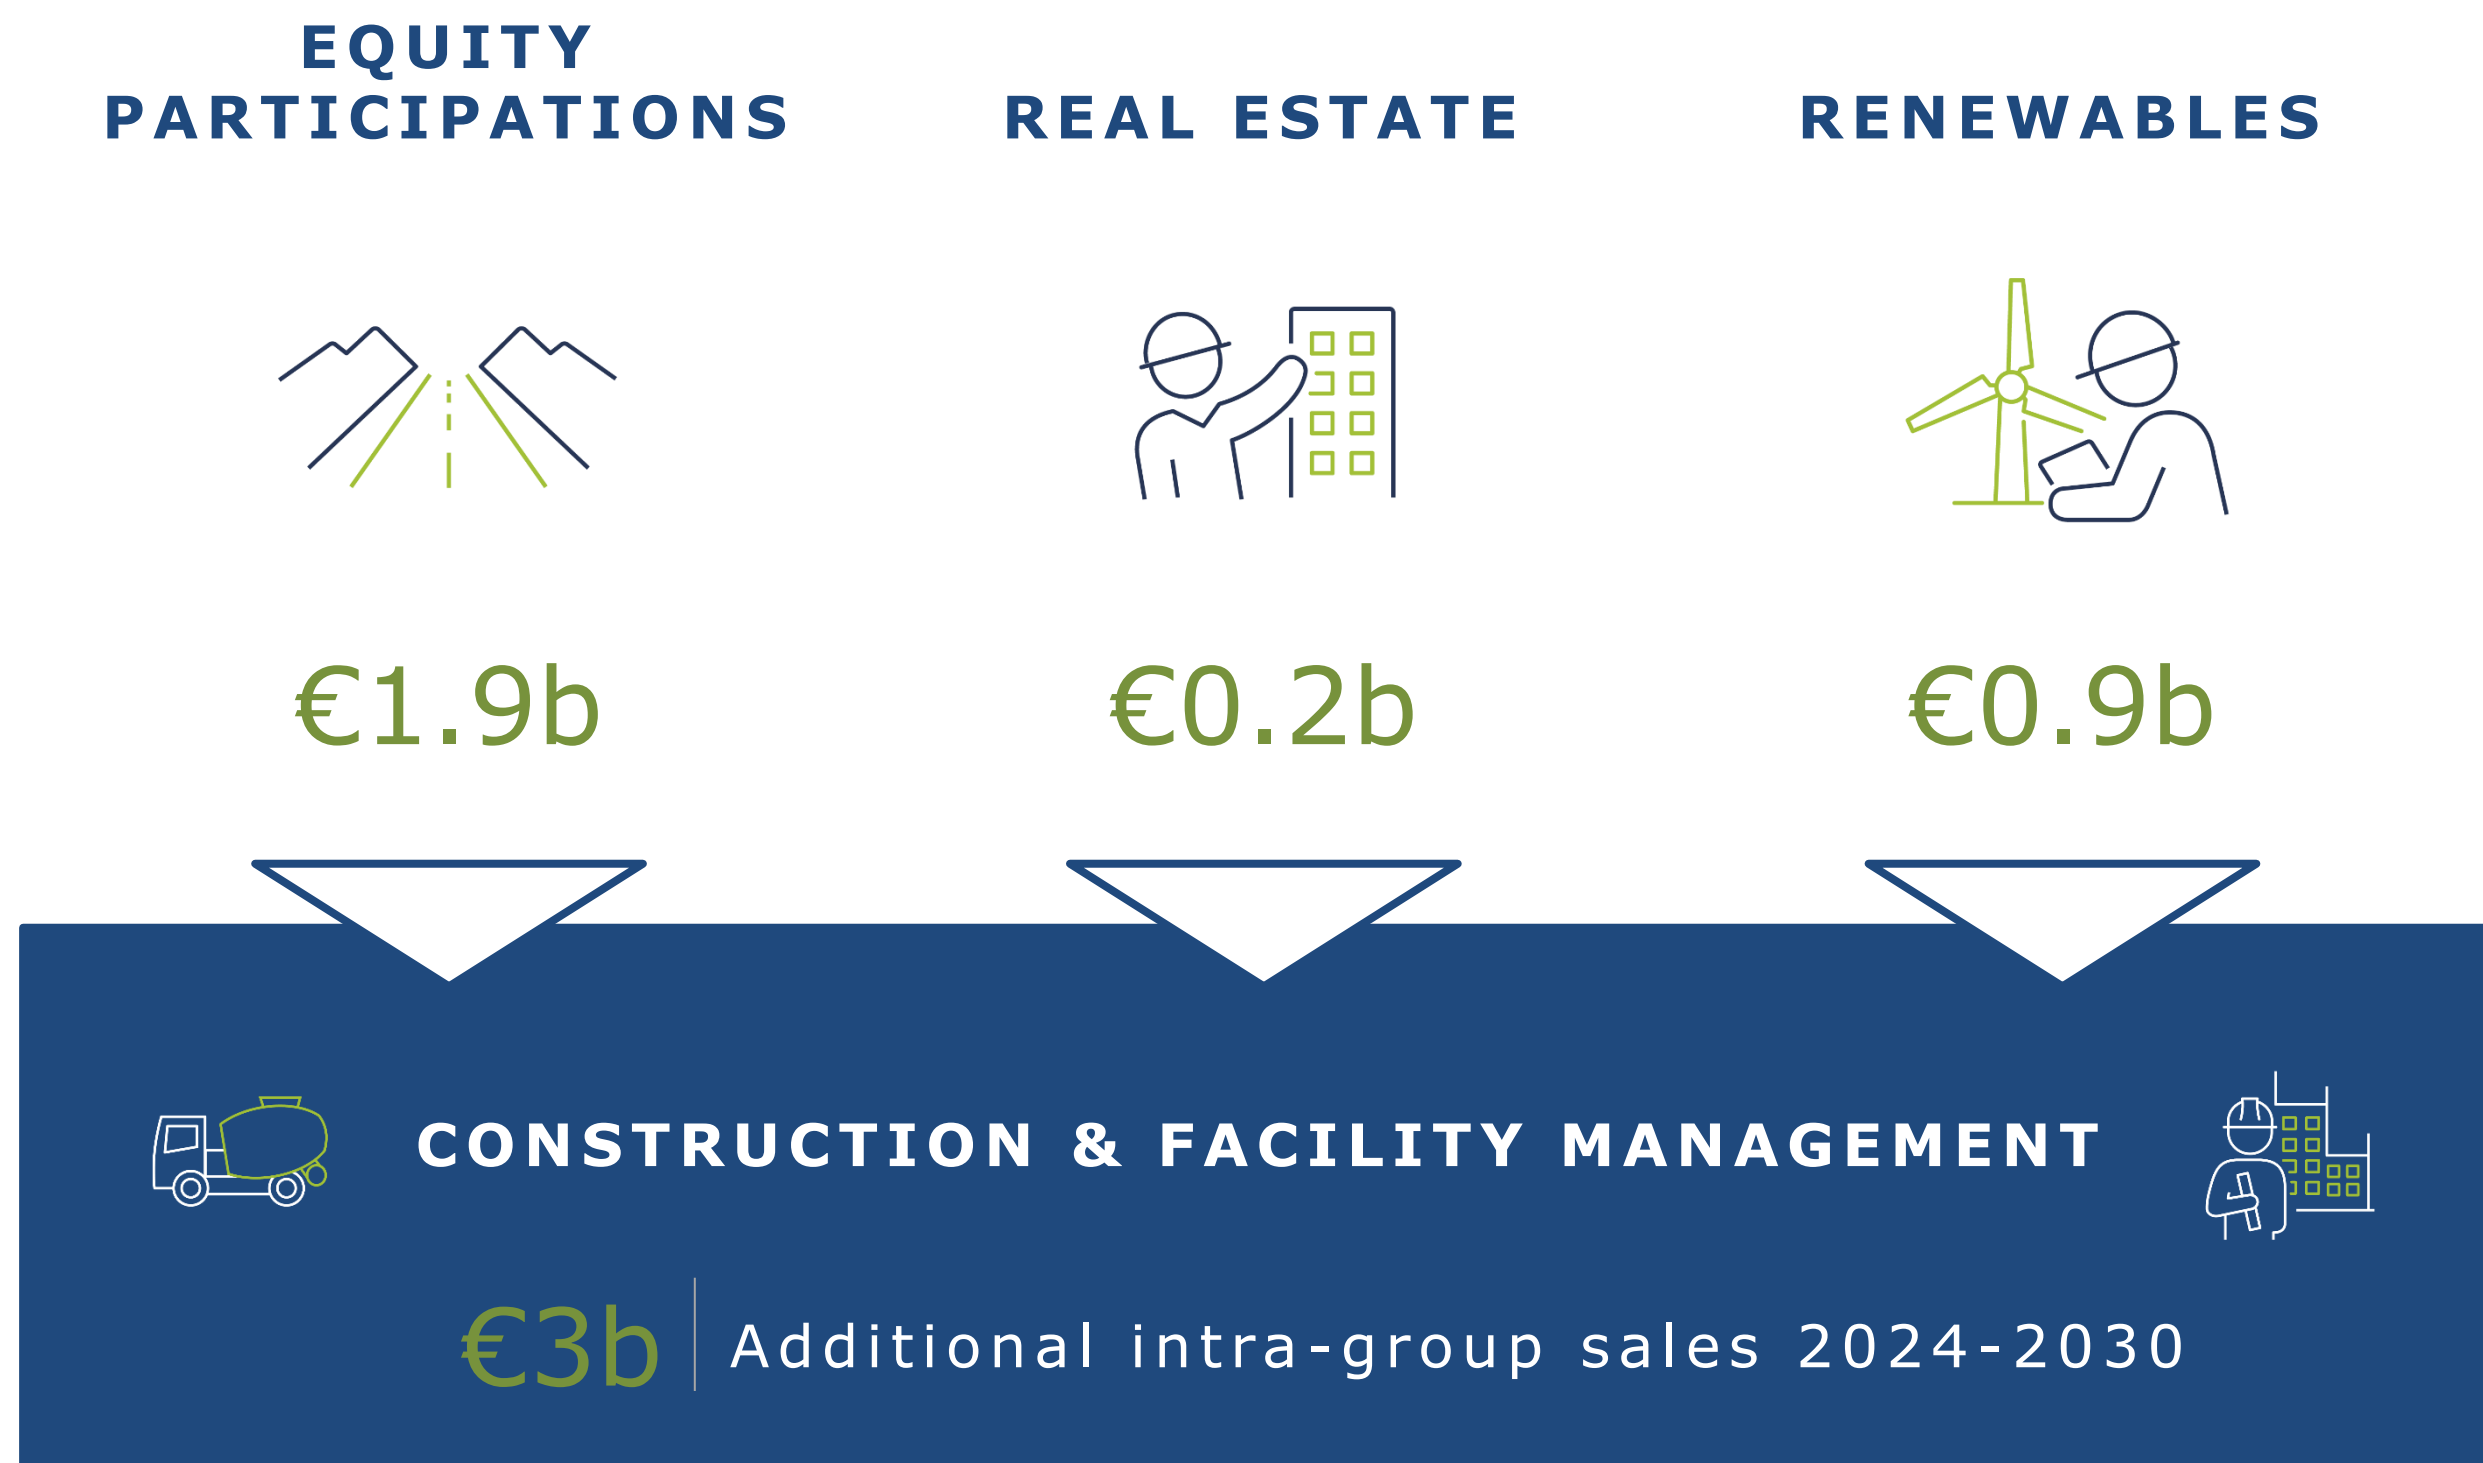 EQUITY
PARTICIPATIONS
REAL ESTATE
RENEWABLES
€1.9b
€0.2b
€0.9b
CONSTRUCTION & FACILITY MANAGEMENT
€3b
Additional intra-group sales 2024-2030